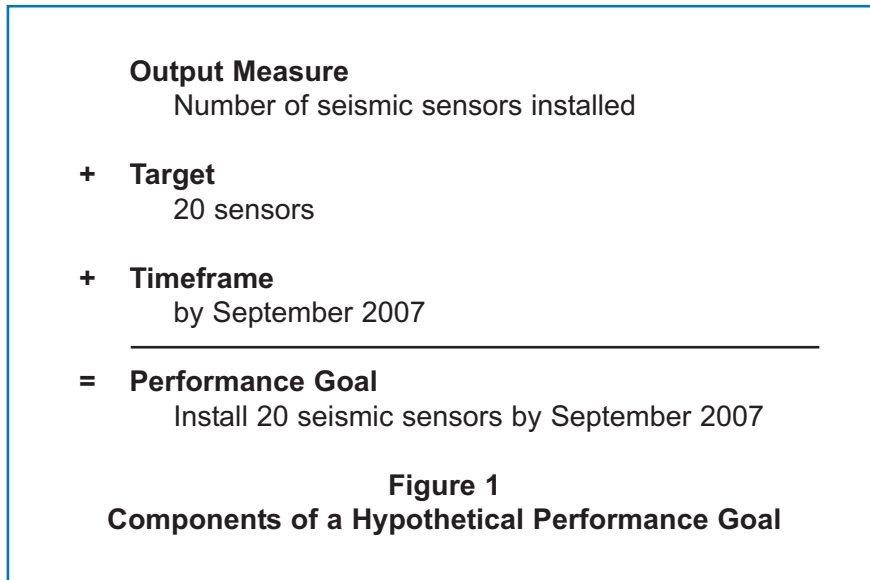 Output Measure
Number of seismic sensors installed
+ Target
20 sensors
+ Timeframe
by September 2007
= Performance Goal
Install 20 seismic sensors by September 2007
Figure 1
Components of a Hypothetical Performance Goal